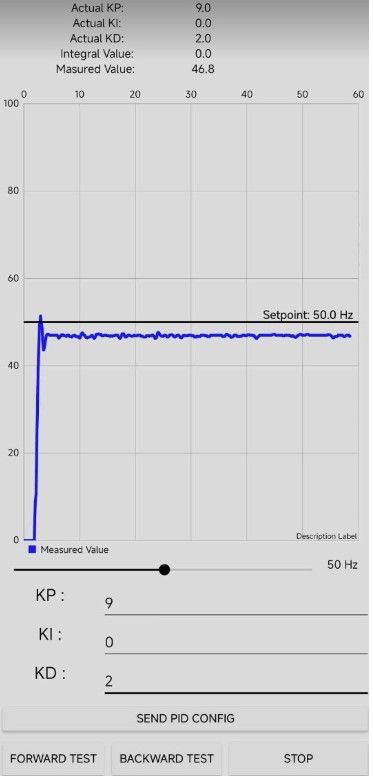 Actual KP: 9.0
Actual KI: 0.0
Actual KD: 2.0
Integral Value: 0.0
Masured Value: 46.8
0 10 20 30 40 50 60
100
80
60
Setpoint: 50.0 Hz
40
20
0
Description Label
Measured Value
50 Hz
KP : 9
KI : 0
KD : 2
SEND PID CONFIG
FORWARD TEST BACKWARD TEST STOP